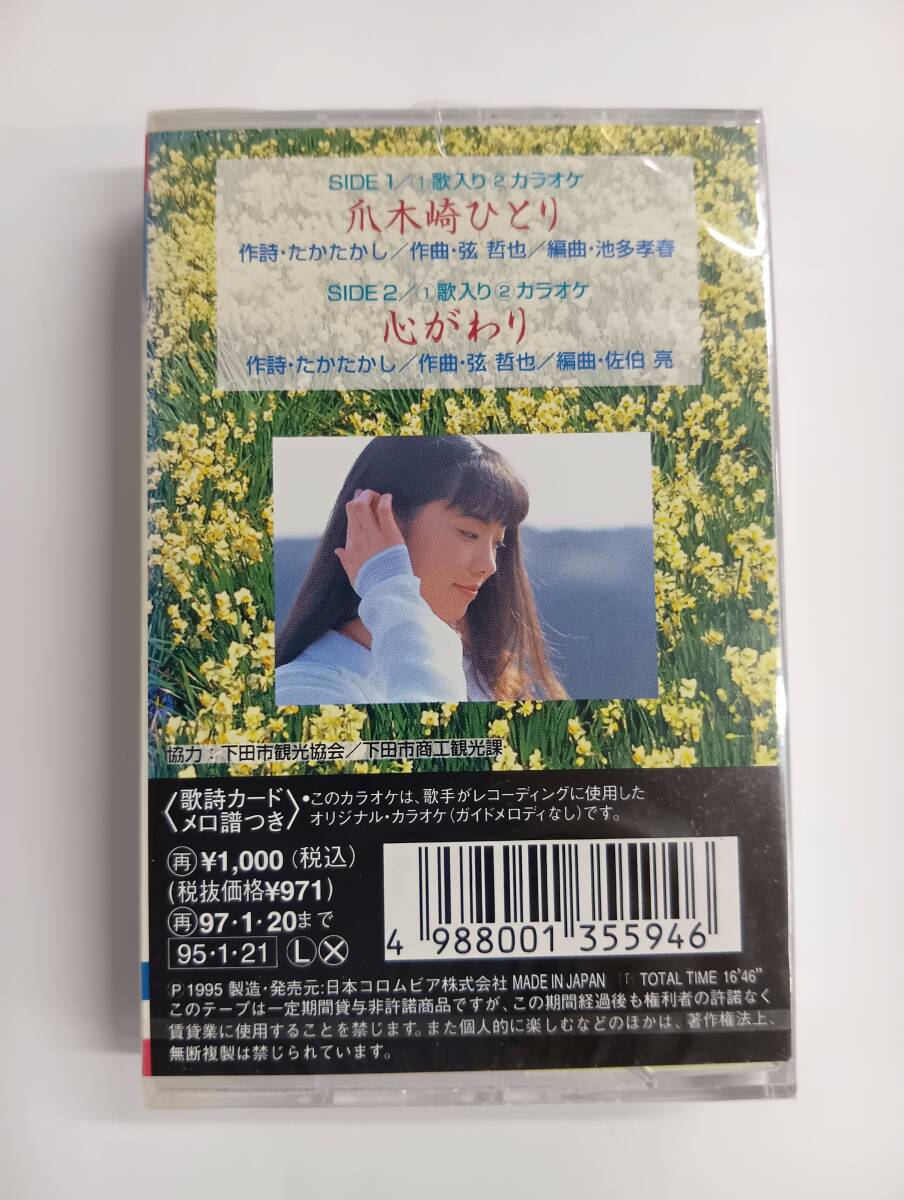 SIDE 1／1 歌入り 2 カラオケ
爪木崎ひとり
作詩・たかたかし／作曲・弦 哲也／編曲・池多孝春
SIDE 2／① 歌入り ② カラオケ
心がわり
作詩・たかたかし／作曲・弦 哲也／編曲・佐伯 亮
協力：下田市観光協会／下田市商工観光課
〈歌詩カード
メロ譜つき〉
•このカラオケは、歌手がレコーディングに使用した
オリジナル・カラオケ（ガイドメロディなし）です。
再 ¥1,000（税込）
(税抜価格¥971)
再 97・1・20まで
95・1・21 Ⓛ Ⓧ
4 988001 355946
Ⓟ1995 製造・発売元:日本コロムビア株式会社 MADE IN JAPAN TOTAL TIME 16'46"
このテープは一定期間貸与非許諾商品ですが、この期間経過後も権利者の許諾なく
賃貸業に使用することを禁じます。また個人的に楽しむなどのほかは、著作権法上、
無断複製は禁じられています。